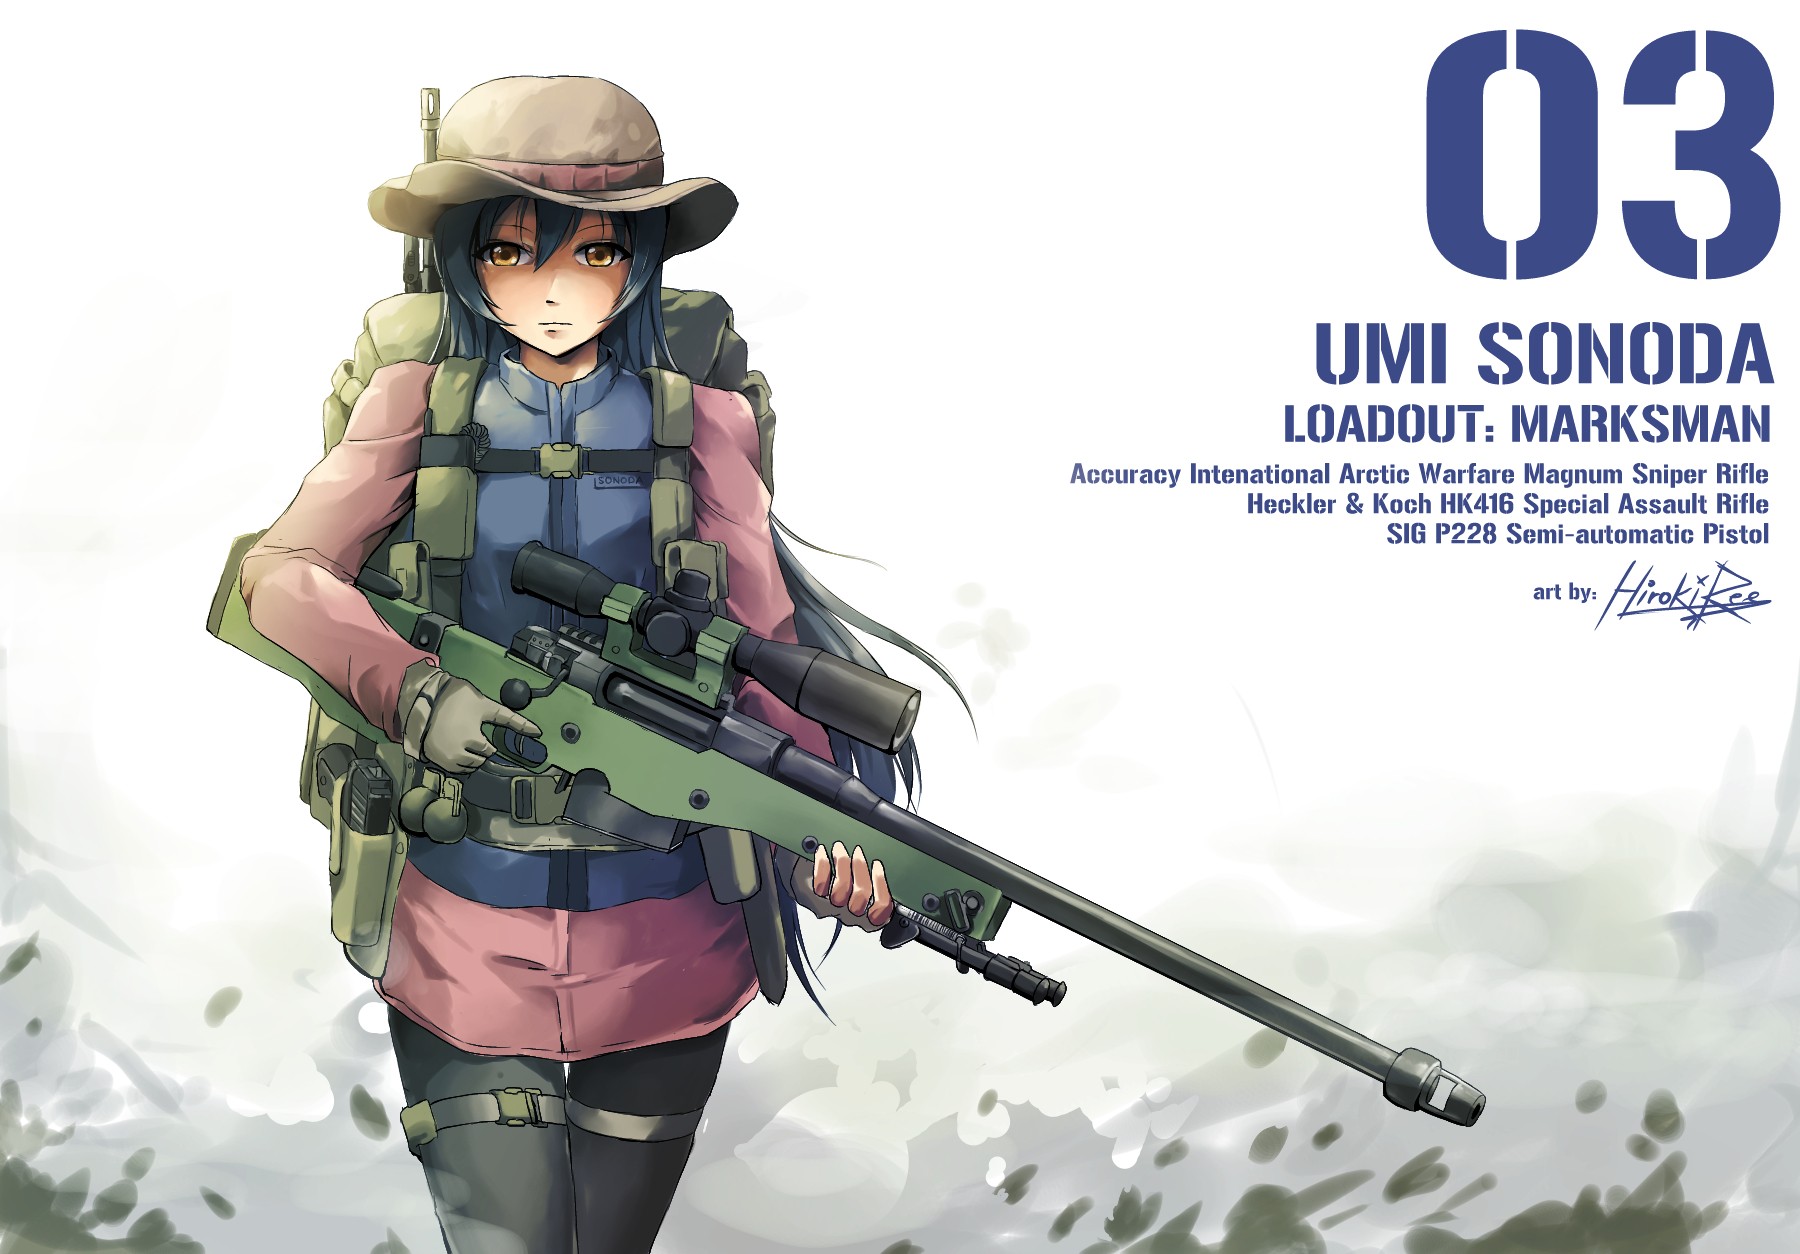 03
UMI SONODA
LOADOUT: MARKSMAN
Accuracy Intenational Arctic Warfare Magnum Sniper Rifle
Heckler & Koch HK416 Special Assault Rifle
SIG P228 Semi-automatic Pistol
art by: HirokiRee
SONODA